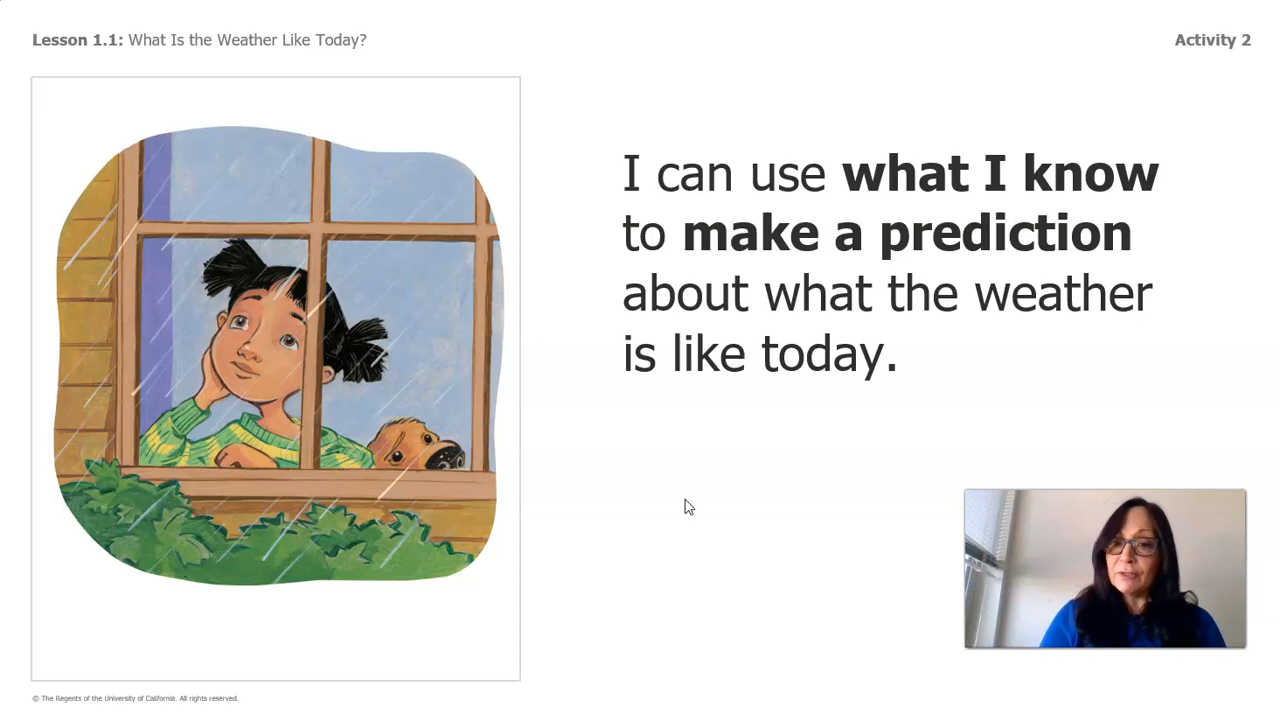 Lesson 1.1: What Is the Weather Like Today?
Activity 2
I can use what I know
to make a prediction
about what the weather
is like today.
© The Regents of the University of California. All rights reserved.